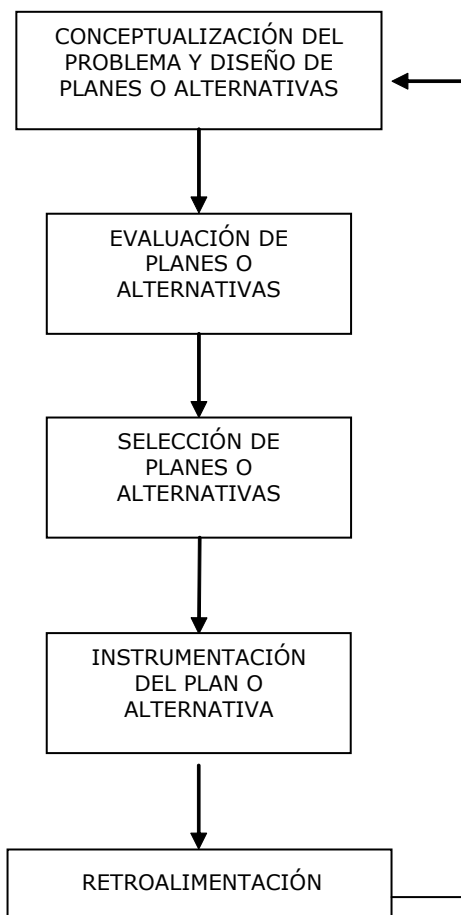 CONCEPTUALIZACIÓN DEL
PROBLEMA Y DISEÑO DE
PLANES O ALTERNATIVAS
EVALUACIÓN DE
PLANES O
ALTERNATIVAS
SELECCIÓN DE
PLANES O
ALTERNATIVAS
INSTRUMENTACIÓN
DEL PLAN O
ALTERNATIVA
RETROALIMENTACIÓN